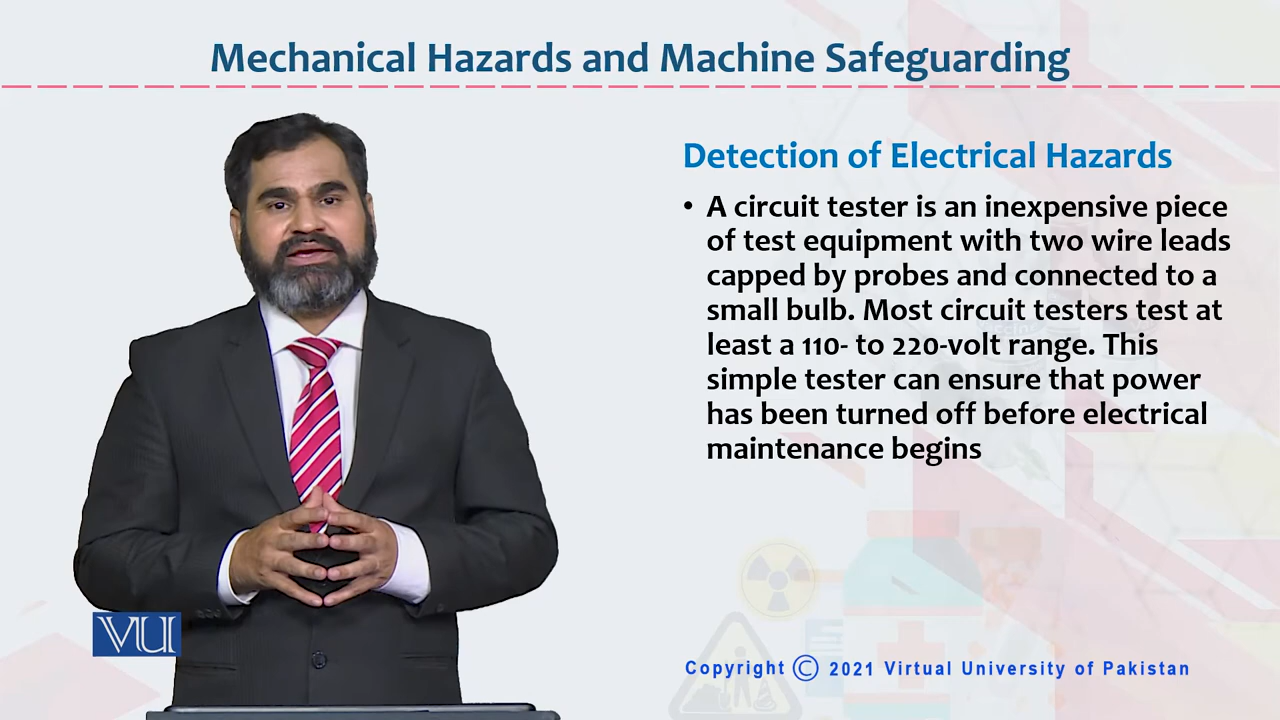 Mechanical Hazards and Machine Safeguarding
Detection of Electrical Hazards
• A circuit tester is an inexpensive piece
of test equipment with two wire leads
capped by probes and connected to a
small bulb. Most circuit testers test at
least a 110- to 220-volt range. This
simple tester can ensure that power
has been turned off before electrical
maintenance begins
VU
Copyright © 2021 Virtual University of Pakistan